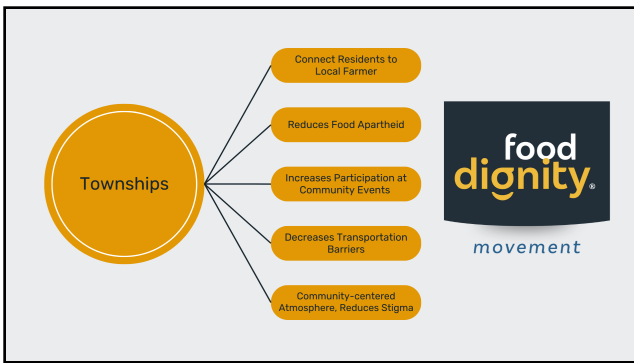 Townships
Connect Residents to
Local Farmer
Reduces Food Apartheid
Increases Participation at
Community Events
Decreases Transportation
Barriers
Community-centered
Atmosphere, Reduces Stigma
food
dignity®
movement